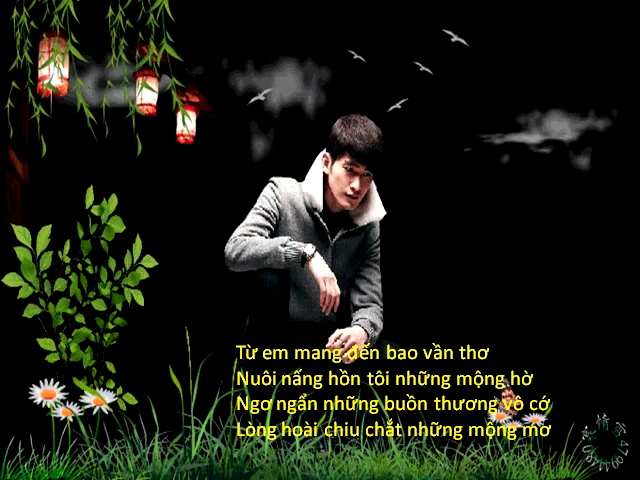 Từ em mang đến bao vần thơ
Nuôi nấng hồn tôi những mộng hờ
Ngơ ngẩn những buồn thương vô cớ
Lòng hoài chiu chắt những mộng mơ